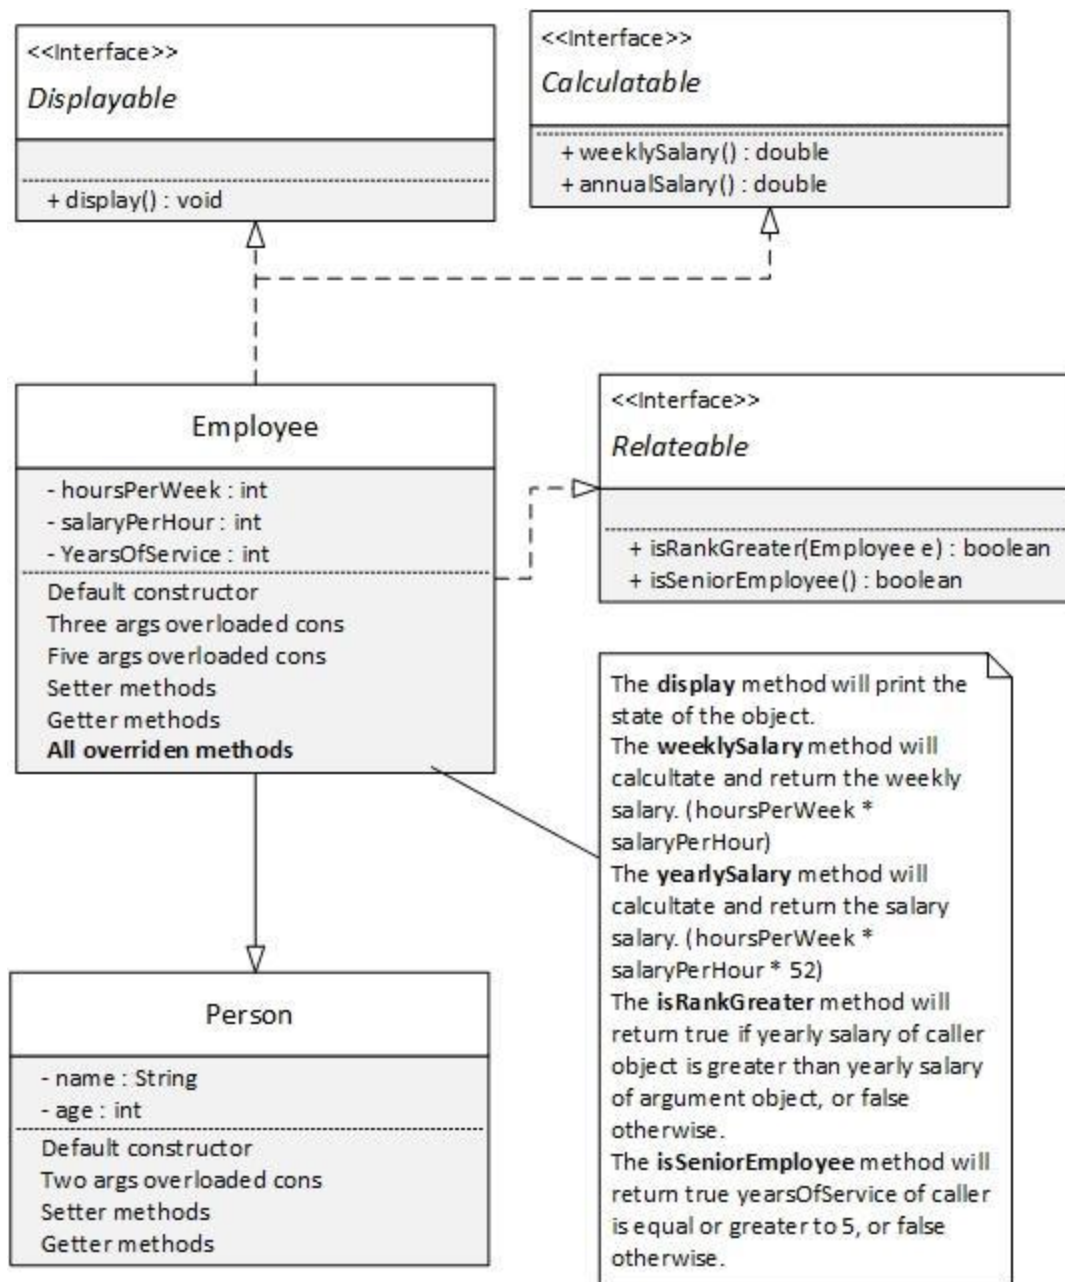 <<Interface>>
Displayable
+ display() : void
<<Interface>>
Calculatable
+ weeklySalary() : double
+ annualSalary() : double
Employee
- hoursPerWeek : int
- salaryPerHour : int
- YearsOfService : int
Default constructor
Three args overloaded cons
Five args overloaded cons
Setter methods
Getter methods
All overriden methods
<<Interface>>
Relateable
+ isRankGreater(Employee e) : boolean
+ isSeniorEmployee() : boolean
The display method will print the
state of the object.
The weeklySalary method will
calcultate and return the weekly
salary. (hoursPerWeek *
salaryPerHour)
The yearlySalary method will
calcultate and return the salary
salary. (hoursPerWeek *
salaryPerHour * 52)
The isRankGreater method will
return true if yearly salary of caller
object is greater than yearly salary
of argument object, or false
otherwise.
The isSeniorEmployee method will
return true yearsOfService of caller
is equal or greater to 5, or false
otherwise.
Person
- name : String
- age : int
Default constructor
Two args overloaded cons
Setter methods
Getter methods